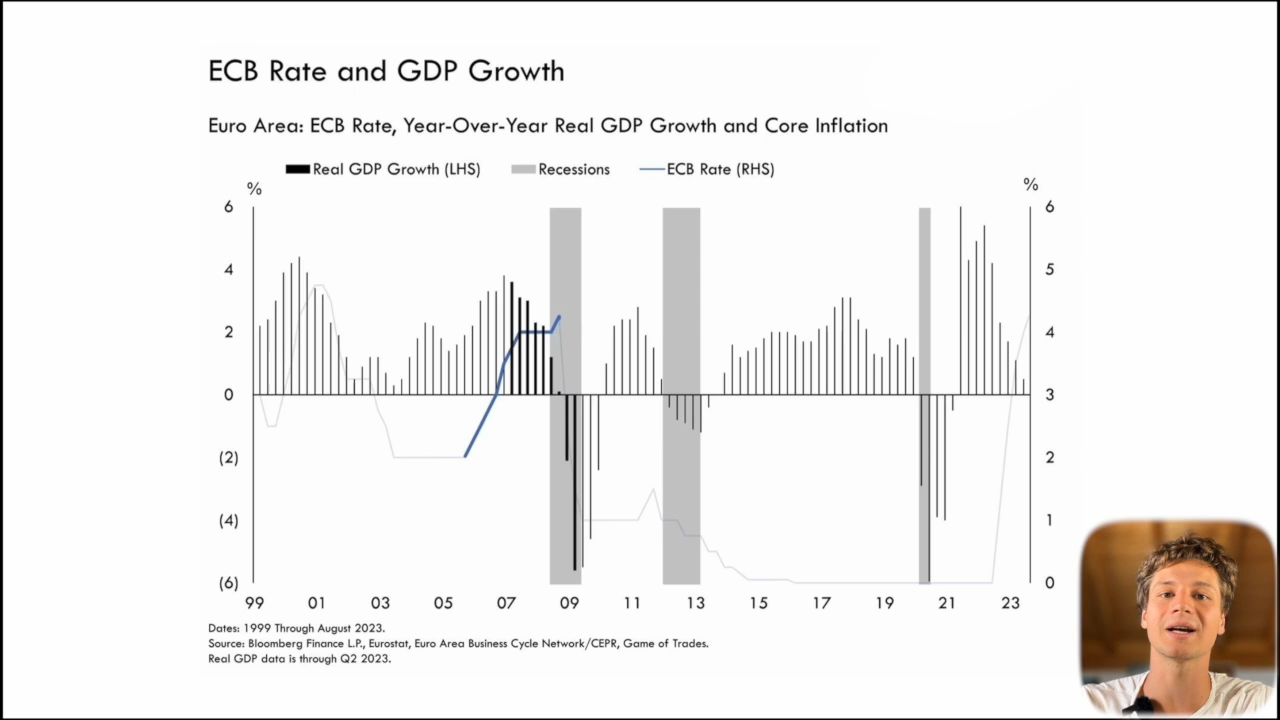 ECB Rate and GDP Growth
Euro Area: ECB Rate, Year-Over-Year Real GDP Growth and Core Inflation
Real GDP Growth (LHS) Recessions ECB Rate (RHS)
% %
6 6
4 5
2 4
0 3
(2) 2
(4) 1
(6) 0
99 01 03 05 07 09 11 13 15 17 19 21 23
Dates: 1999 Through August 2023.
Source: Bloomberg Finance L.P., Eurostat, Euro Area Business Cycle Network/CEPR, Game of Trades.
Real GDP data is through Q2 2023.